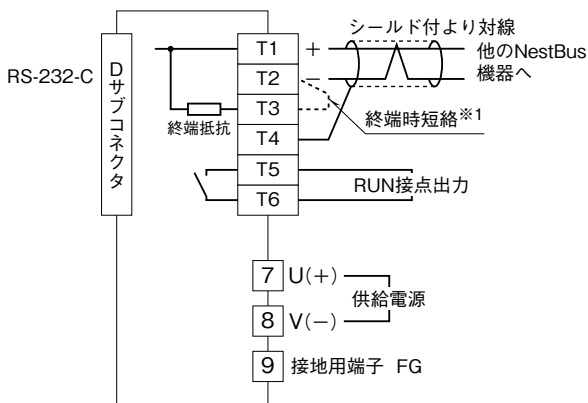 シールド付より対線
T1
+
他のNestBus
機器へ
T2
−
RS-232-C
Dサブコネクタ
T3
終端抵抗
終端時短絡※1
T4
T5
RUN接点出力
T6
7
U(+)
供給電源
8
V(−)
9
接地用端子 FG